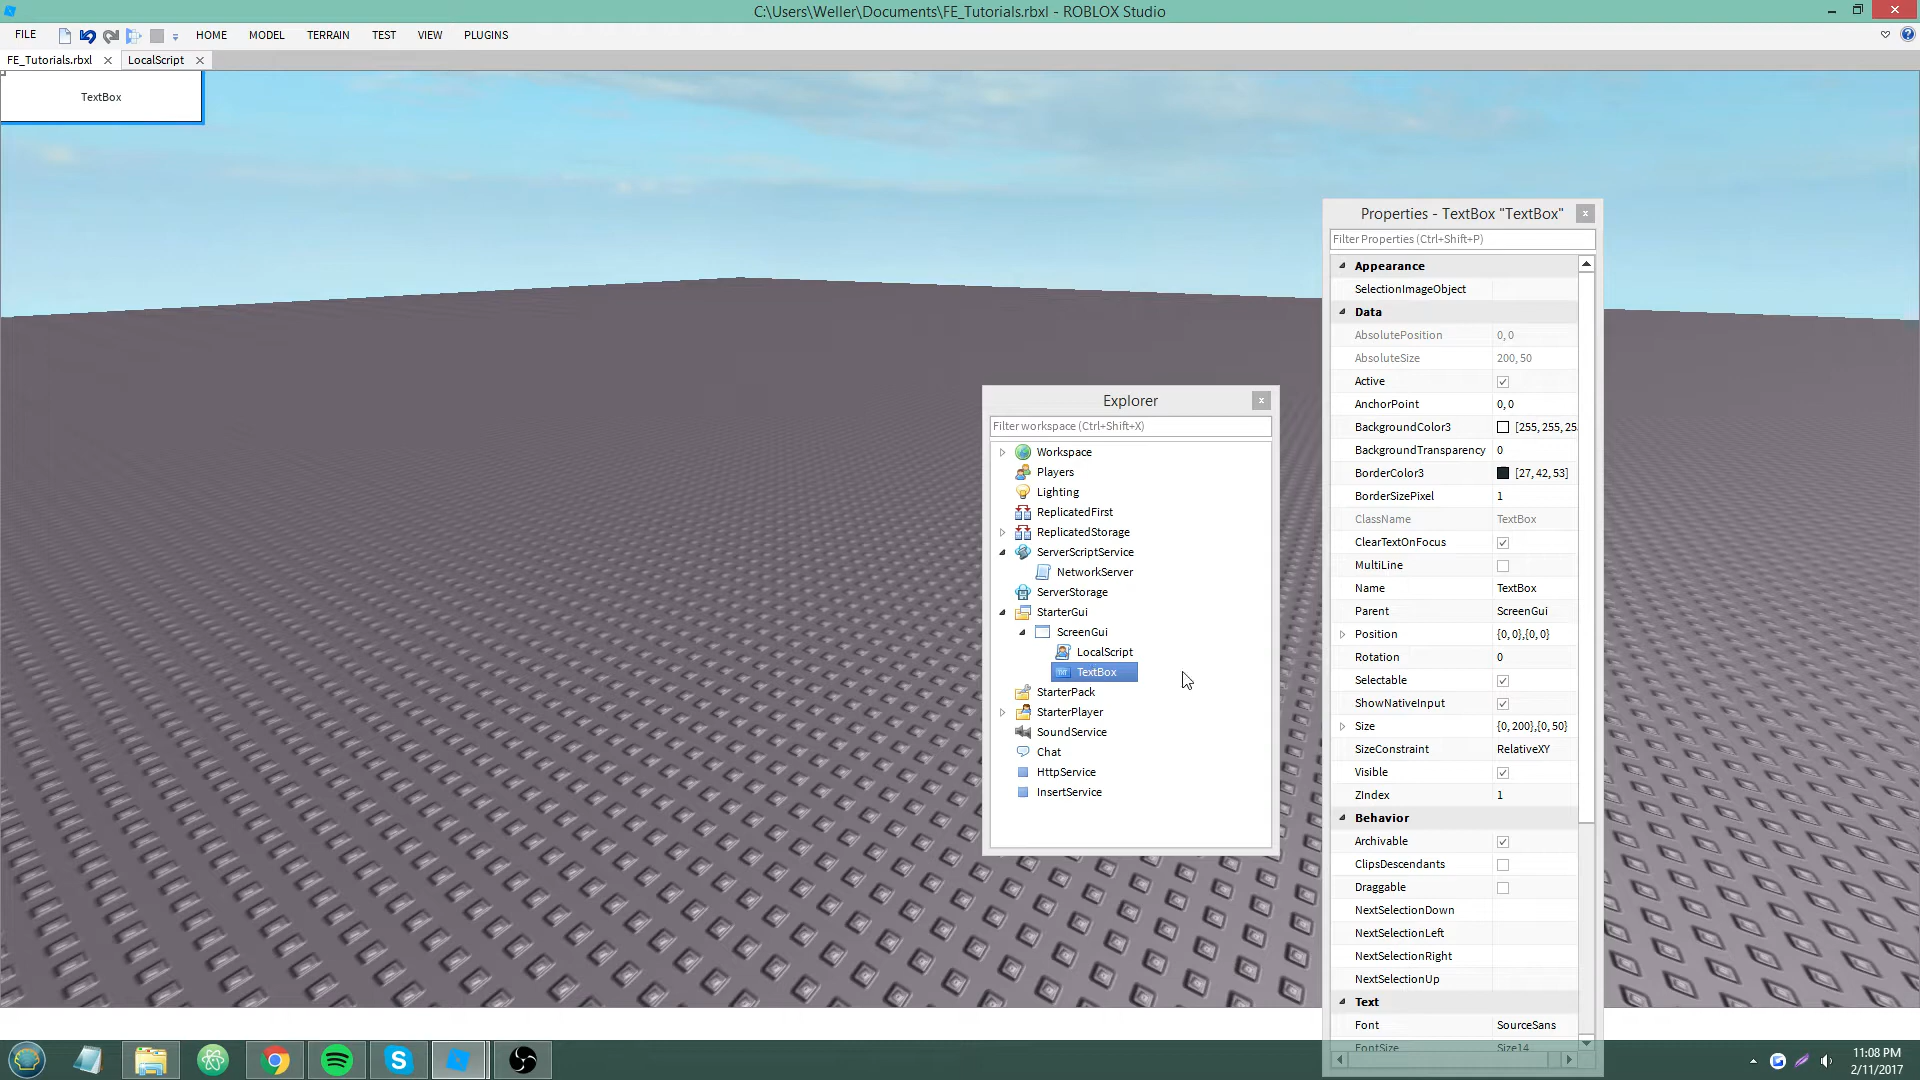 C:\Users\Weller\Documents\FE_Tutorials.rbxl - ROBLOX Studio
FILE HOME MODEL TERRAIN TEST VIEW PLUGINS
FE_Tutorials.rbxl LocalScript
TextBox
Explorer
Filter workspace (Ctrl+Shift+X)
Workspace
Players
Lighting
ReplicatedFirst
ReplicatedStorage
ServerScriptService
NetworkServer
ServerStorage
StarterGui
ScreenGui
LocalScript
TextBox
StarterPack
StarterPlayer
SoundService
Chat
HttpService
InsertService
Properties - TextBox "TextBox"
Filter Properties (Ctrl+Shift+P)
Appearance
SelectionImageObject
Data
AbsolutePosition 0, 0
AbsoluteSize 200, 50
Active
AnchorPoint 0, 0
BackgroundColor3 [255, 255, 25
BackgroundTransparency 0
BorderColor3 [27, 42, 53]
BorderSizePixel 1
ClassName TextBox
ClearTextOnFocus
MultiLine
Name TextBox
Parent ScreenGui
Position {0, 0},{0, 0}
Rotation 0
Selectable
ShowNativeInput
Size {0, 200},{0, 50}
SizeConstraint RelativeXY
Visible
ZIndex 1
Behavior
Archivable
ClipsDescendants
Draggable
NextSelectionDown
NextSelectionLeft
NextSelectionRight
NextSelectionUp
Text
Font SourceSans
FontSize Size14
11:08 PM
2/11/2017